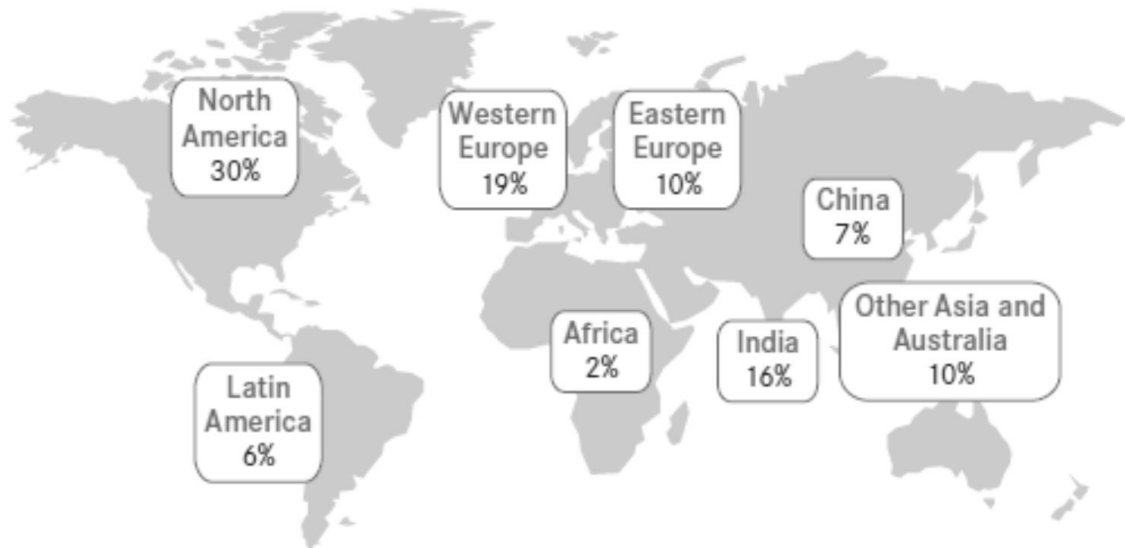 North
America
30%
Western
Europe
19%
Eastern
Europe
10%
China
7%
Other Asia and
Australia
10%
Africa
2%
India
16%
Latin
America
6%